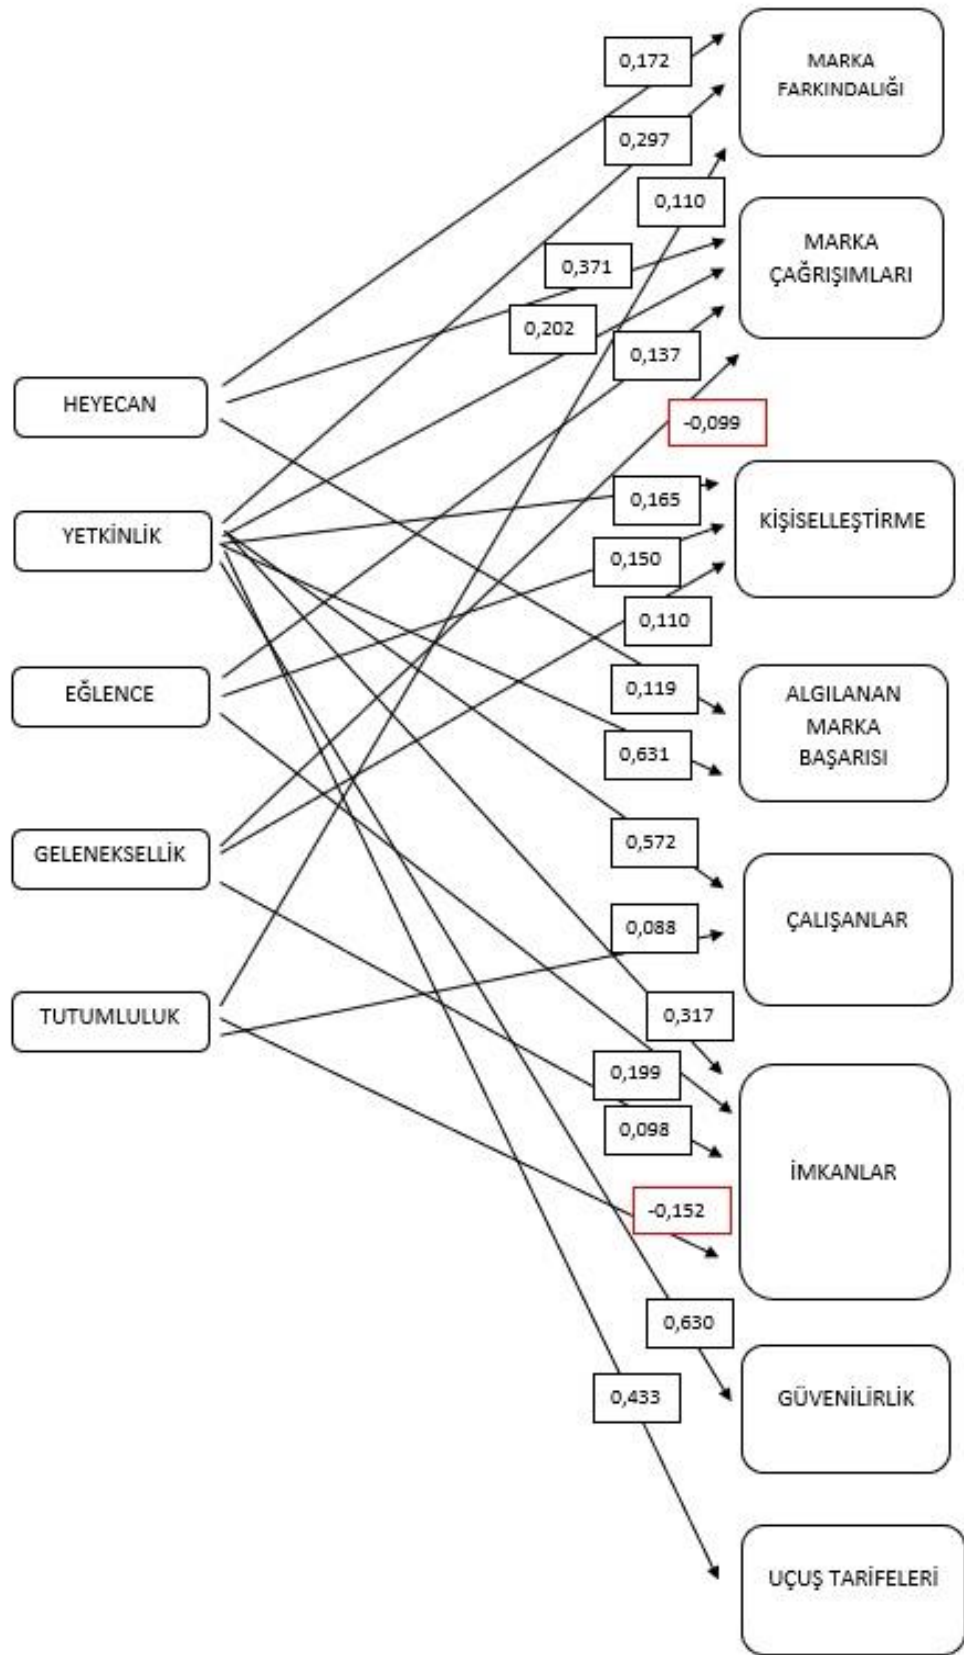 0,172
MARKA
FARKINDALIĞI
0,297
0,110
MARKA
ÇAĞRIŞIMLARI
0,371
0,202
0,137
HEYECAN
-0,099
0,165
KİŞİSELLEŞTİRME
YETKİNLİK
0,150
0,110
EĞLENCE
0,119
ALGILANAN
MARKA
BAŞARISI
0,631
GELENEKSELLİK
0,572
0,088
ÇALIŞANLAR
TUTUMLULUK
0,317
0,199
0,098
İMKANLAR
-0,152
0,630
0,433
GÜVENİLİRLİK
UÇUŞ TARİFELERİ